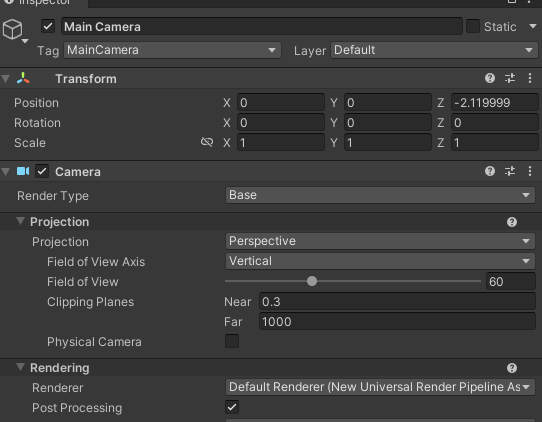 Inspector
Main Camera Static
Tag MainCamera Layer Default
Transform
Position X 0 Y 0 Z -2.119999
Rotation X 0 Y 0 Z 0
Scale X 1 Y 1 Z 1
Camera
Render Type Base
Projection
Projection Perspective
Field of View Axis Vertical
Field of View 60
Clipping Planes Near 0.3
Far 1000
Physical Camera
Rendering
Renderer Default Renderer (New Universal Render Pipeline As
Post Processing